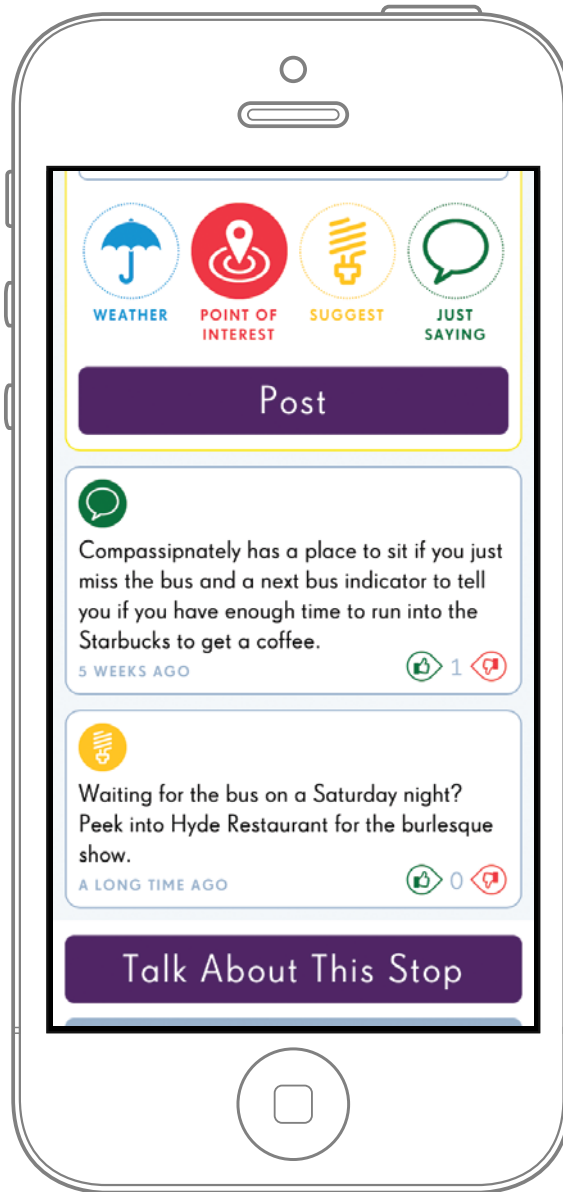 WEATHER
POINT OF
INTEREST
SUGGEST
JUST
SAYING
Post
Compassipnately has a place to sit if you just
miss the bus and a next bus indicator to tell
you if you have enough time to run into the
Starbucks to get a coffee.
5 WEEKS AGO
1
Waiting for the bus on a Saturday night?
Peek into Hyde Restaurant for the burlesque
show.
A LONG TIME AGO
0
Talk About This Stop